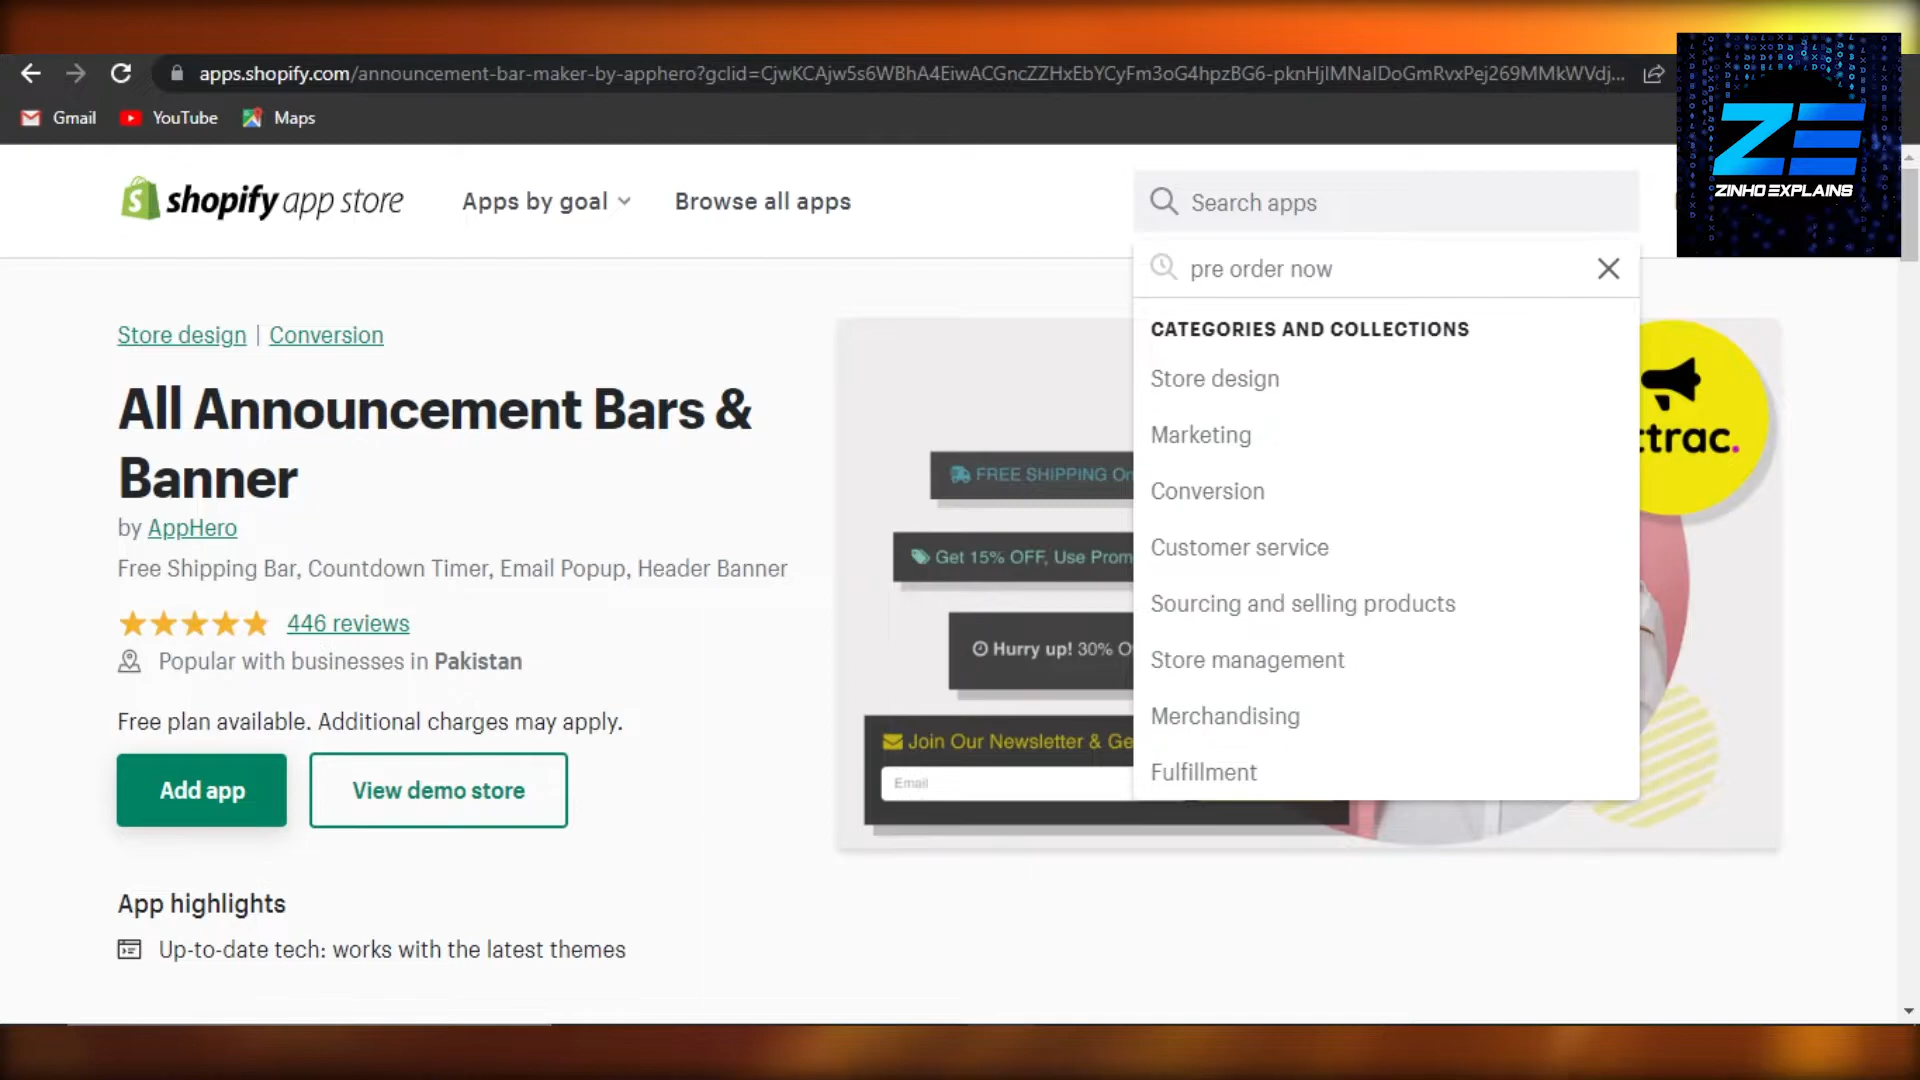 apps.shopify.com/announcement-bar-maker-by-apphero?gclid=CjwKCAjw5s6WBhA4EiwACGncZZHxEbYCyFm3oG4hpzBG6-pknHjIMNaIDoGmRvxPej269MMkWVdj...
Gmail YouTube Maps
ZE
ZINHO EXPLAINS
shopify app store Apps by goal Browse all apps Search apps
pre order now
CATEGORIES AND COLLECTIONS
Store design
Marketing
Conversion
Customer service
Sourcing and selling products
Store management
Merchandising
Fulfillment
Store design | Conversion
All Announcement Bars &
Banner
by AppHero
Free Shipping Bar, Countdown Timer, Email Popup, Header Banner
446 reviews
Popular with businesses in Pakistan
Free plan available. Additional charges may apply.
Add app View demo store
App highlights
Up-to-date tech: works with the latest themes
FREE SHIPPING On
Get 15% OFF, Use Prom
Hurry up! 30% O
Join Our Newsletter & Ge
Email
ttrac.